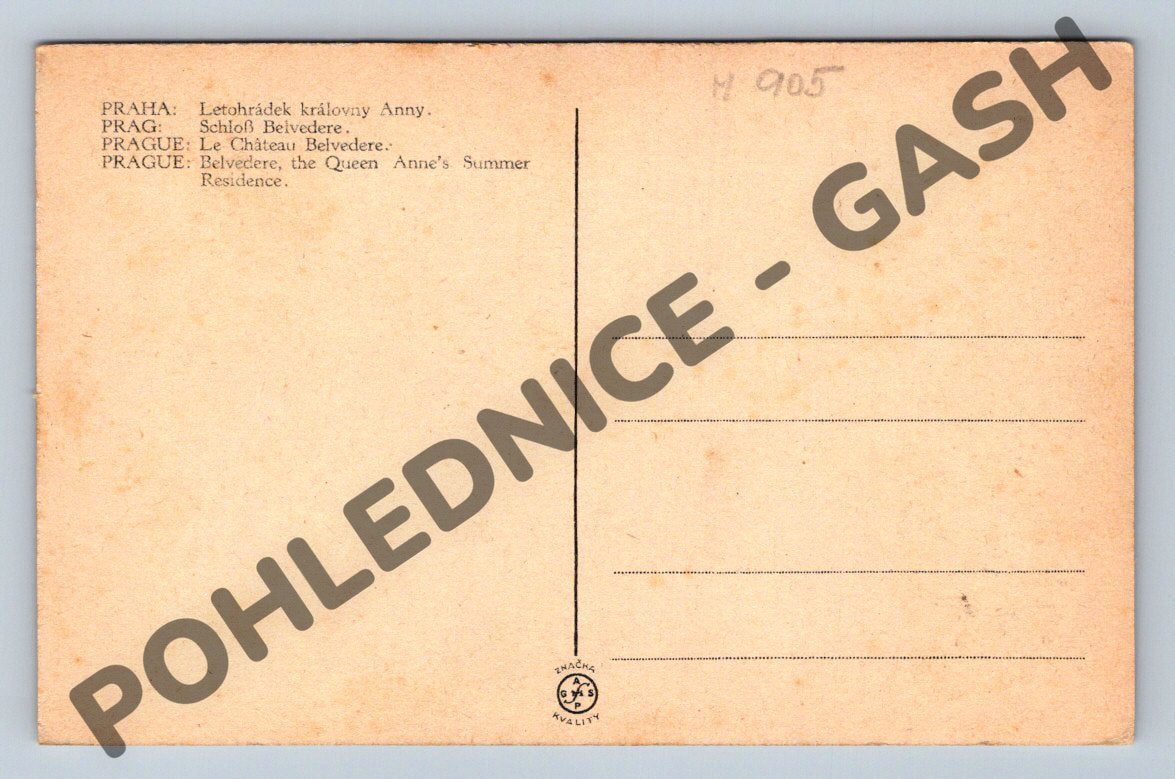 H 905
PRAHA: Letohrádek královny Anny.
PRAG: Schloß Belvedere.
PRAGUE: Le Château Belvedere.
PRAGUE: Belvedere, the Queen Anne's Summer
Residence.
POHLEDNICE - GASH
ZNAČKA
A
G S
P
KVALITY